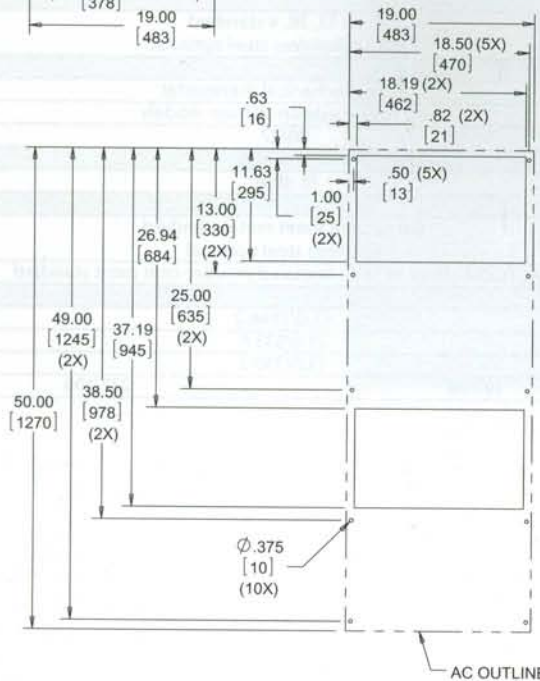 [378]
19.00
[483]
19.00
[483]
18.50 (5X)
[470]
18.19 (2X)
[462]
.63
[16]
.82 (2X)
[21]
11.63
[295]
.50 (5X)
[13]
1.00
[25]
(2X)
13.00
[330]
(2X)
26.94
[684]
25.00
[635]
(2X)
49.00
[1245]
(2X)
37.19
[945]
38.50
[978]
(2X)
50.00
[1270]
Ø.375
[10]
(10X)
AC OUTLINE